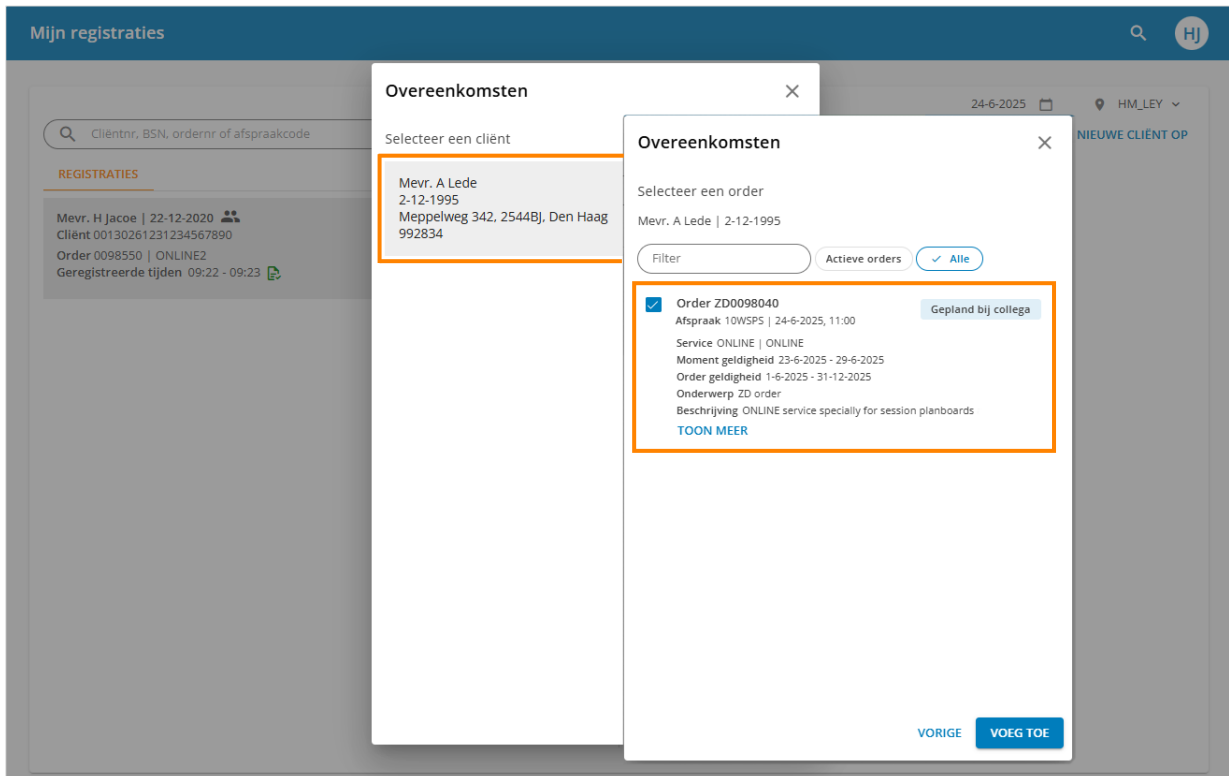 Mijn registraties
HJ
24-6-2025
HM_LEY
Cliëntnr, BSN, ordernr of afspraakcode
NIEUWE CLIËNT OP
REGISTRATIES
Mevr. H Jacoe | 22-12-2020
Cliënt 00130261231234567890
Order 0098550 | ONLINE2
Geregistreerde tijden 09:22 - 09:23
Overeenkomsten
Selecteer een cliënt
Mevr. A Lede
2-12-1995
Meppelweg 342, 2544BJ, Den Haag
992834
Overeenkomsten
Selecteer een order
Mevr. A Lede | 2-12-1995
Filter
Actieve orders
Alle
Order ZD0098040
Gepland bij collega
Afspraak 10WSPS | 24-6-2025, 11:00
Service ONLINE | ONLINE
Moment geldigheid 23-6-2025 - 29-6-2025
Order geldigheid 1-6-2025 - 31-12-2025
Onderwerp ZD order
Beschrijving ONLINE service specially for session planboards
TOON MEER
VORIGE
VOEG TOE